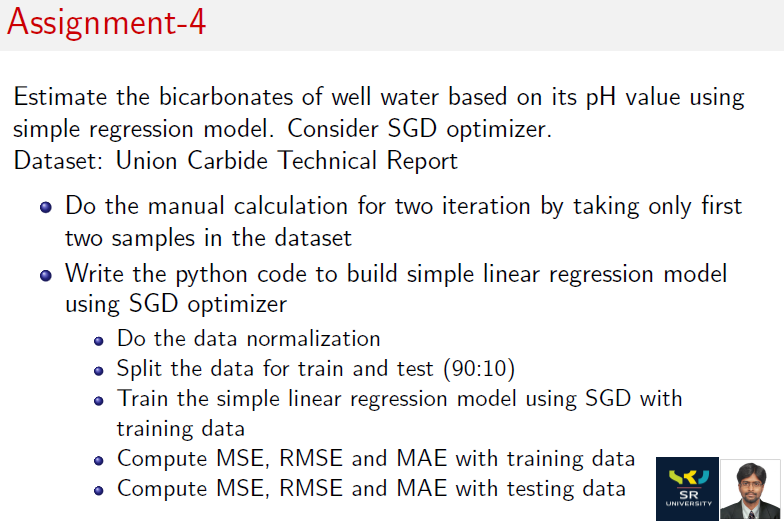 Assignment-4
Estimate the bicarbonates of well water based on its pH value using
simple regression model. Consider SGD optimizer.
Dataset: Union Carbide Technical Report
Do the manual calculation for two iteration by taking only first
two samples in the dataset
Write the python code to build simple linear regression model
using SGD optimizer
Do the data normalization
Split the data for train and test (90:10)
Train the simple linear regression model using SGD with
training data
Compute MSE, RMSE and MAE with training data
Compute MSE, RMSE and MAE with testing data
SR
UNIVERSITY